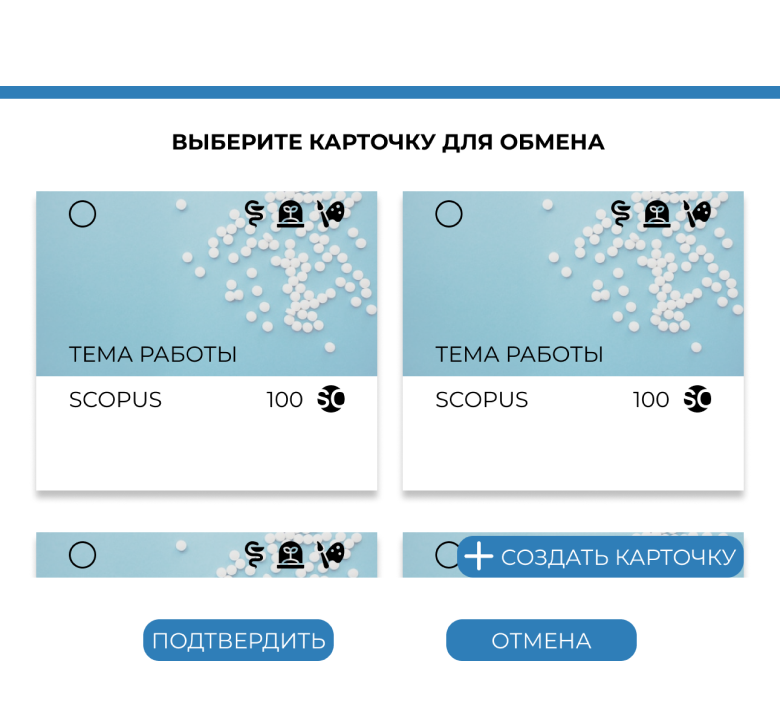 ВЫБЕРИТЕ КАРТОЧКУ ДЛЯ ОБМЕНА
ТЕМА РАБОТЫ
SCOPUS 100 SC
ТЕМА РАБОТЫ
SCOPUS 100 SC
СОЗДАТЬ КАРТОЧКУ
ПОДТВЕРДИТЬ
ОТМЕНА